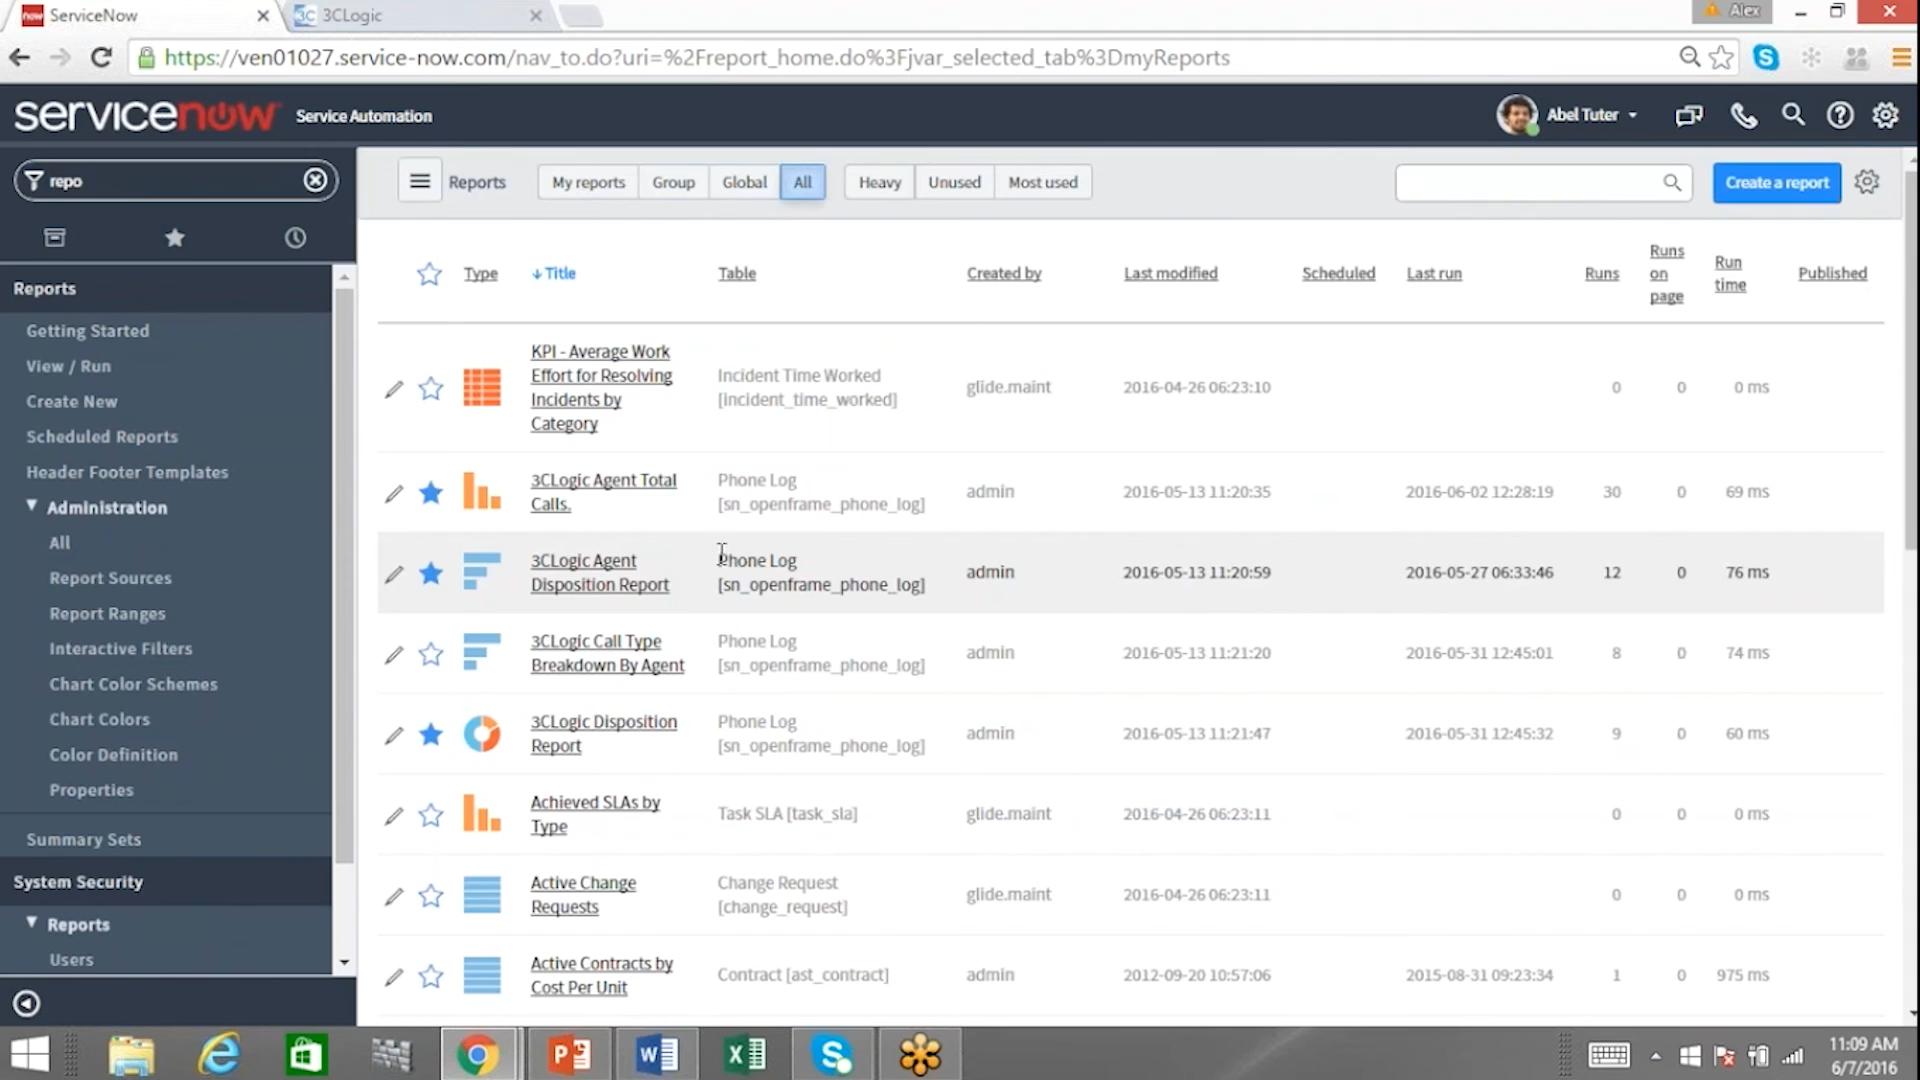 ServiceNow
3CLogic
Alex
https://ven01027.service-now.com/nav_to.do?uri=%2Freport_home.do%3Fjvar_selected_tab%3DmyReports
servicenow Service Automation
Abel Tuter
repo
Reports
My reports
Group
Global
All
Heavy
Unused
Most used
Create a report
Reports
Getting Started
View / Run
Create New
Scheduled Reports
Header Footer Templates
Administration
All
Report Sources
Report Ranges
Interactive Filters
Chart Color Schemes
Chart Colors
Color Definition
Properties
Summary Sets
System Security
Reports
Users
Type
Title
Table
Created by
Last modified
Scheduled
Last run
Runs
Runs
on
page
Run
time
Published
KPI - Average Work
Effort for Resolving
Incidents by
Category
Incident Time Worked
[incident_time_worked]
glide.maint
2016-04-26 06:23:10
0
0
0 ms
3CLogic Agent Total
Calls.
Phone Log
[sn_openframe_phone_log]
admin
2016-05-13 11:20:35
2016-06-02 12:28:19
30
0
69 ms
3CLogic Agent
Disposition Report
Phone Log
[sn_openframe_phone_log]
admin
2016-05-13 11:20:59
2016-05-27 06:33:46
12
0
76 ms
3CLogic Call Type
Breakdown By Agent
Phone Log
[sn_openframe_phone_log]
admin
2016-05-13 11:21:20
2016-05-31 12:45:01
8
0
74 ms
3CLogic Disposition
Report
Phone Log
[sn_openframe_phone_log]
admin
2016-05-13 11:21:47
2016-05-31 12:45:32
9
0
60 ms
Achieved SLAs by
Type
Task SLA [task_sla]
glide.maint
2016-04-26 06:23:11
0
0
0 ms
Active Change
Requests
Change Request
[change_request]
glide.maint
2016-04-26 06:23:11
0
0
0 ms
Active Contracts by
Cost Per Unit
Contract [ast_contract]
admin
2012-09-20 10:57:06
2015-08-31 09:23:34
1
0
975 ms
11:09 AM
6/7/2016